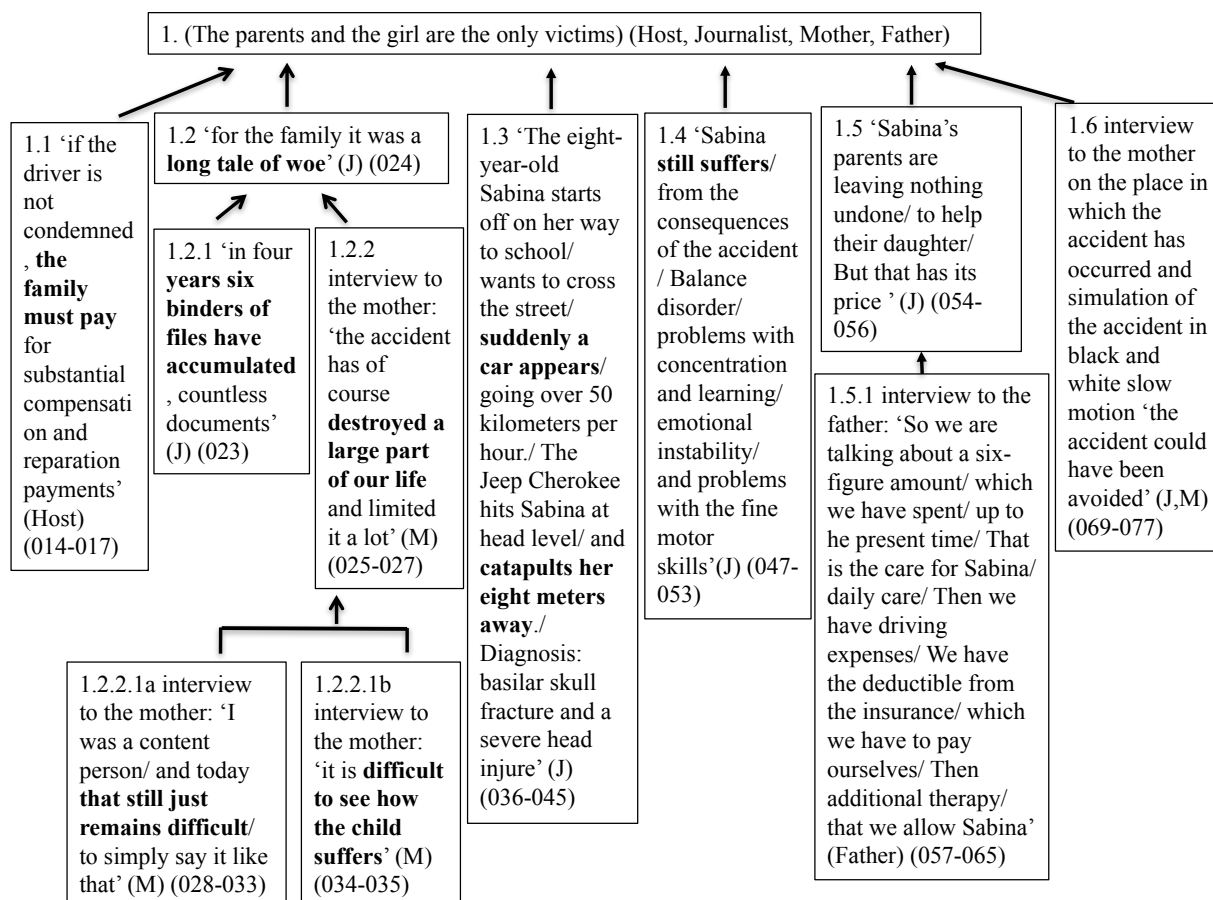 1. (The parents and the girl are the only victims) (Host, Journalist, Mother, Father)
1.1 ‘if the
driver is
not
condemned
, the
family
must pay
for
substantial
compensati
on and
reparation
payments’
(Host)
(014-017)
1.2 ‘for the family it was a
long tale of woe’ (J) (024)
1.2.1 ‘in four
years six
binders of
files have
accumulated
, countless
documents’
(J) (023)
1.2.2
interview to
the mother:
‘the accident
has of
course
destroyed a
large part
of our life
and limited
it a lot’ (M)
(025-027)
1.2.2.1a interview
to the mother: ‘I
was a content
person/ and today
that still just
remains difficult/
to simply say it like
that’ (M) (028-033)
1.2.2.1b
interview to
the mother:
‘it is difficult
to see how
the child
suffers’ (M)
(034-035)
1.3 ‘The eight-
year-old
Sabina starts
off on her way
to school/
wants to cross
the street/
suddenly a
car appears/
going over 50
kilometers per
hour./ The
Jeep Cherokee
hits Sabina at
head level/ and
catapults her
eight meters
away./
Diagnosis:
basilar skull
fracture and a
severe head
injure’ (J)
(036-045)
1.4 ‘Sabina
still suffers/
from the
consequences
of the accident
/ Balance
disorder/
problems with
concentration
and learning/
emotional
instability/
and problems
with the fine
motor
skills’(J) (047-
053)
1.5 ‘Sabina’s
parents are
leaving nothing
undone/ to help
their daughter/
But that has its
price ’ (J) (054-
056)
1.5.1 interview to the
father: ‘So we are
talking about a six-
figure amount/ which
we have spent/ up to
he present time/ That
is the care for Sabina/
daily care/ Then we
have driving
expenses/ We have
the deductible from
the insurance/ which
we have to pay
ourselves/ Then
additional therapy/
that we allow Sabina’
(Father) (057-065)
1.6 interview
to the mother
on the place in
which the
accident has
occurred and
simulation of
the accident in
black and
white slow
motion ‘the
accident could
have been
avoided’ (J,M)
(069-077)